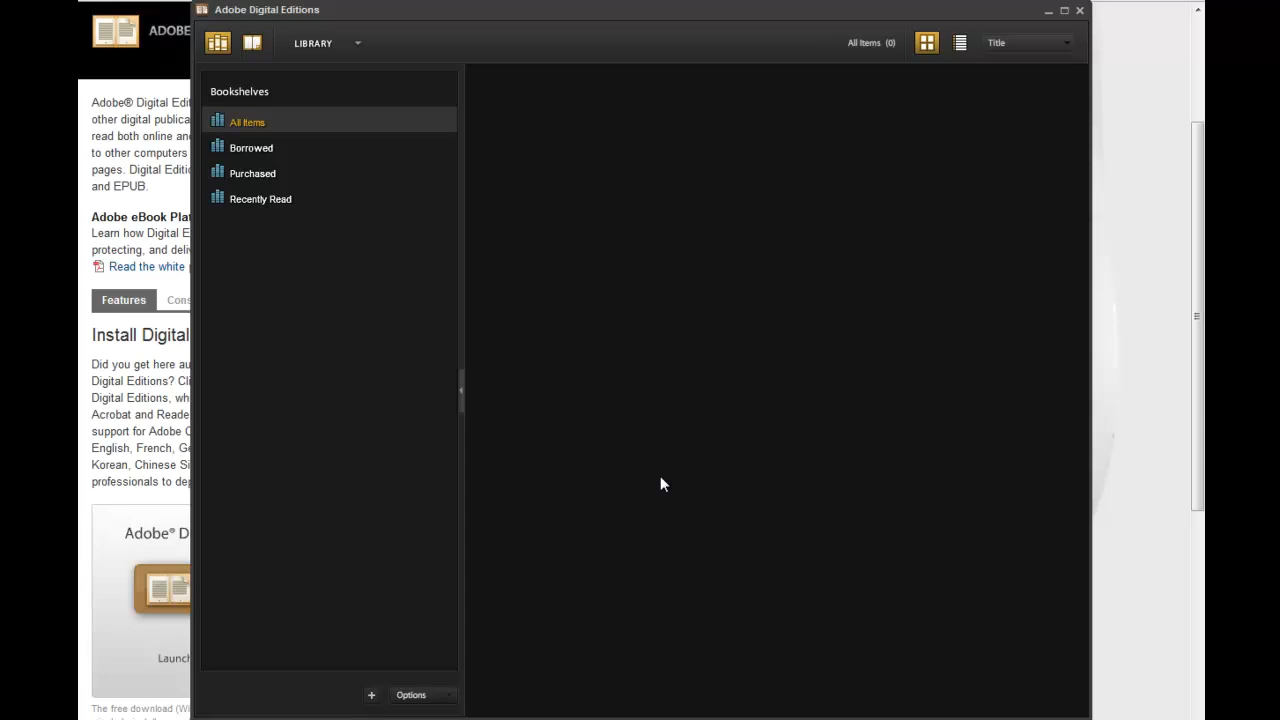 Adobe Digital Editions
ADOBE
LIBRARY
All Items (0)
Title
Bookshelves
All Items
Borrowed
Purchased
Recently Read
Options
Adobe® Digital Edit
other digital publica
read both online an
to other computers
pages. Digital Editi
and EPUB.
Adobe eBook Plat
Learn how Digital E
protecting, and deli
Read the white
Features
Cons
Install Digital
Did you get here au
Digital Editions? Cli
Digital Editions, wh
Acrobat and Reade
support for Adobe C
English, French, Ge
Korean, Chinese Si
professionals to dep
Adobe® D
Launch
The free download (Wi